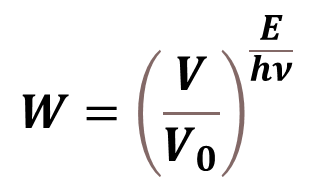 W = (V/V₀)^(E/hν)